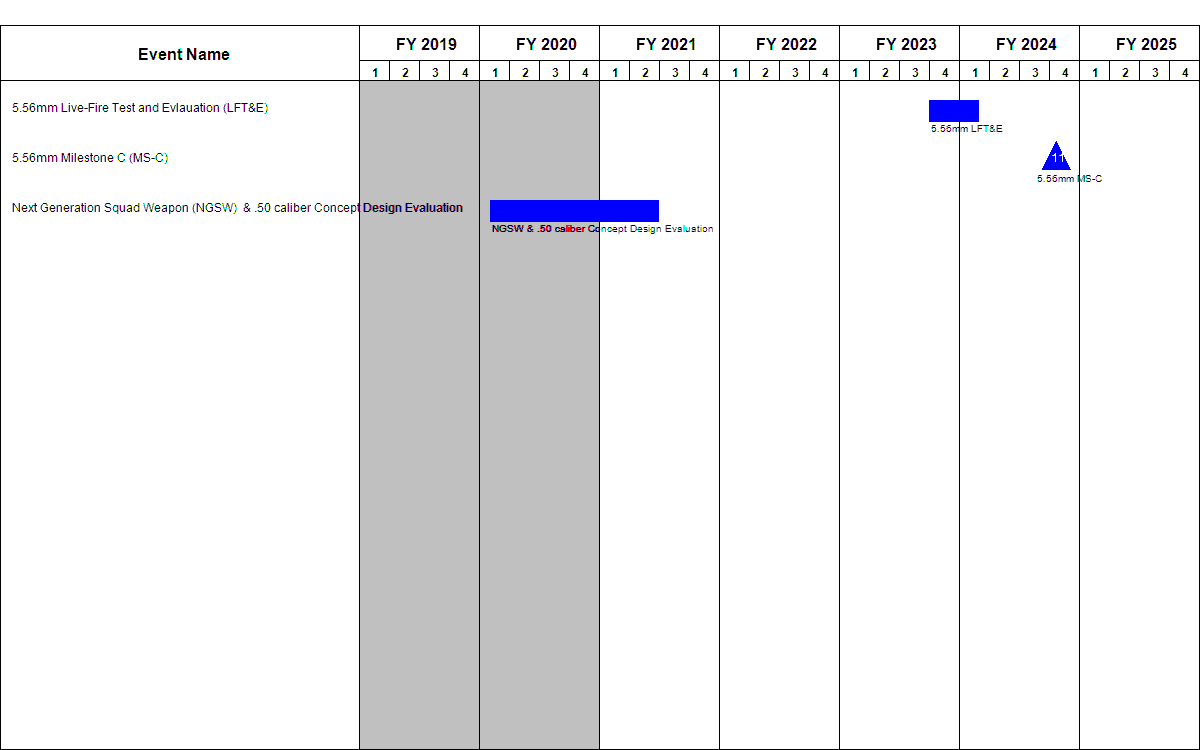 Event Name FY 2019 FY 2020 FY 2021 FY 2022 FY 2023 FY 2024 FY 2025
1 2 3 4 1 2 3 4 1 2 3 4 1 2 3 4 1 2 3 4 1 2 3 4 1 2 3 4
5.56mm Live-Fire Test and Evlauation (LFT&E)
5.56mm LFT&E
5.56mm Milestone C (MS-C) 11
5.56mm MS-C
Next Generation Squad Weapon (NGSW) & .50 caliber Concept Design Evaluation
NGSW & .50 caliber Concept Design Evaluation